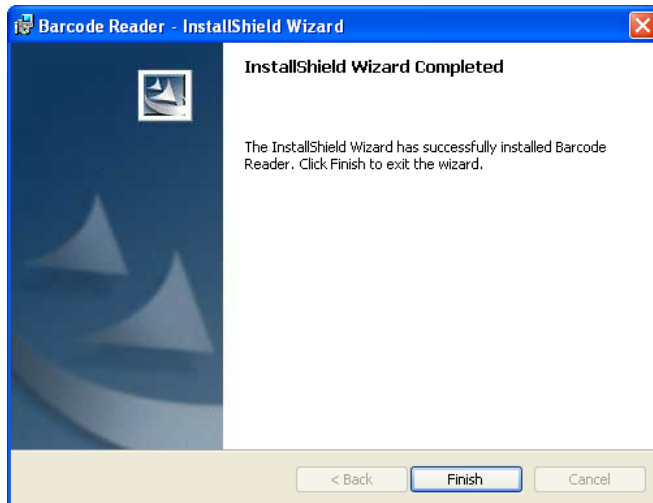 Barcode Reader - InstallShield Wizard
InstallShield Wizard Completed
The InstallShield Wizard has successfully installed Barcode
Reader. Click Finish to exit the wizard.
< Back
Finish
Cancel